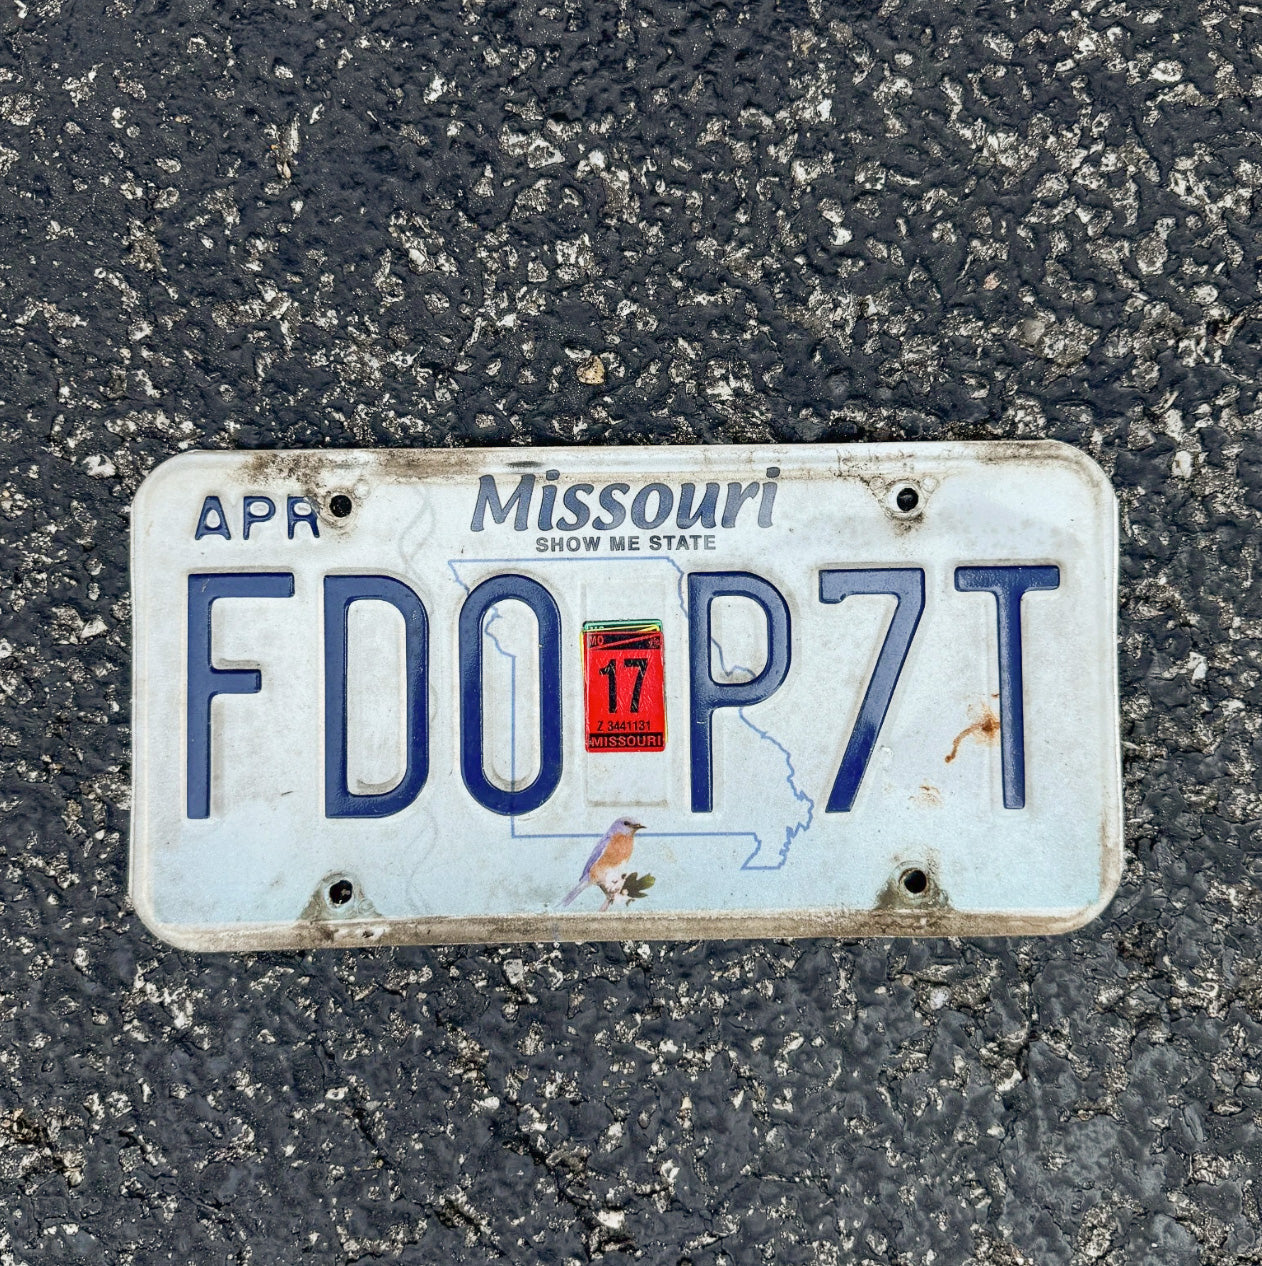 APR
Missouri
SHOW ME STATE
FD0 P7T
MO
17
Z 3441131
MISSOURI